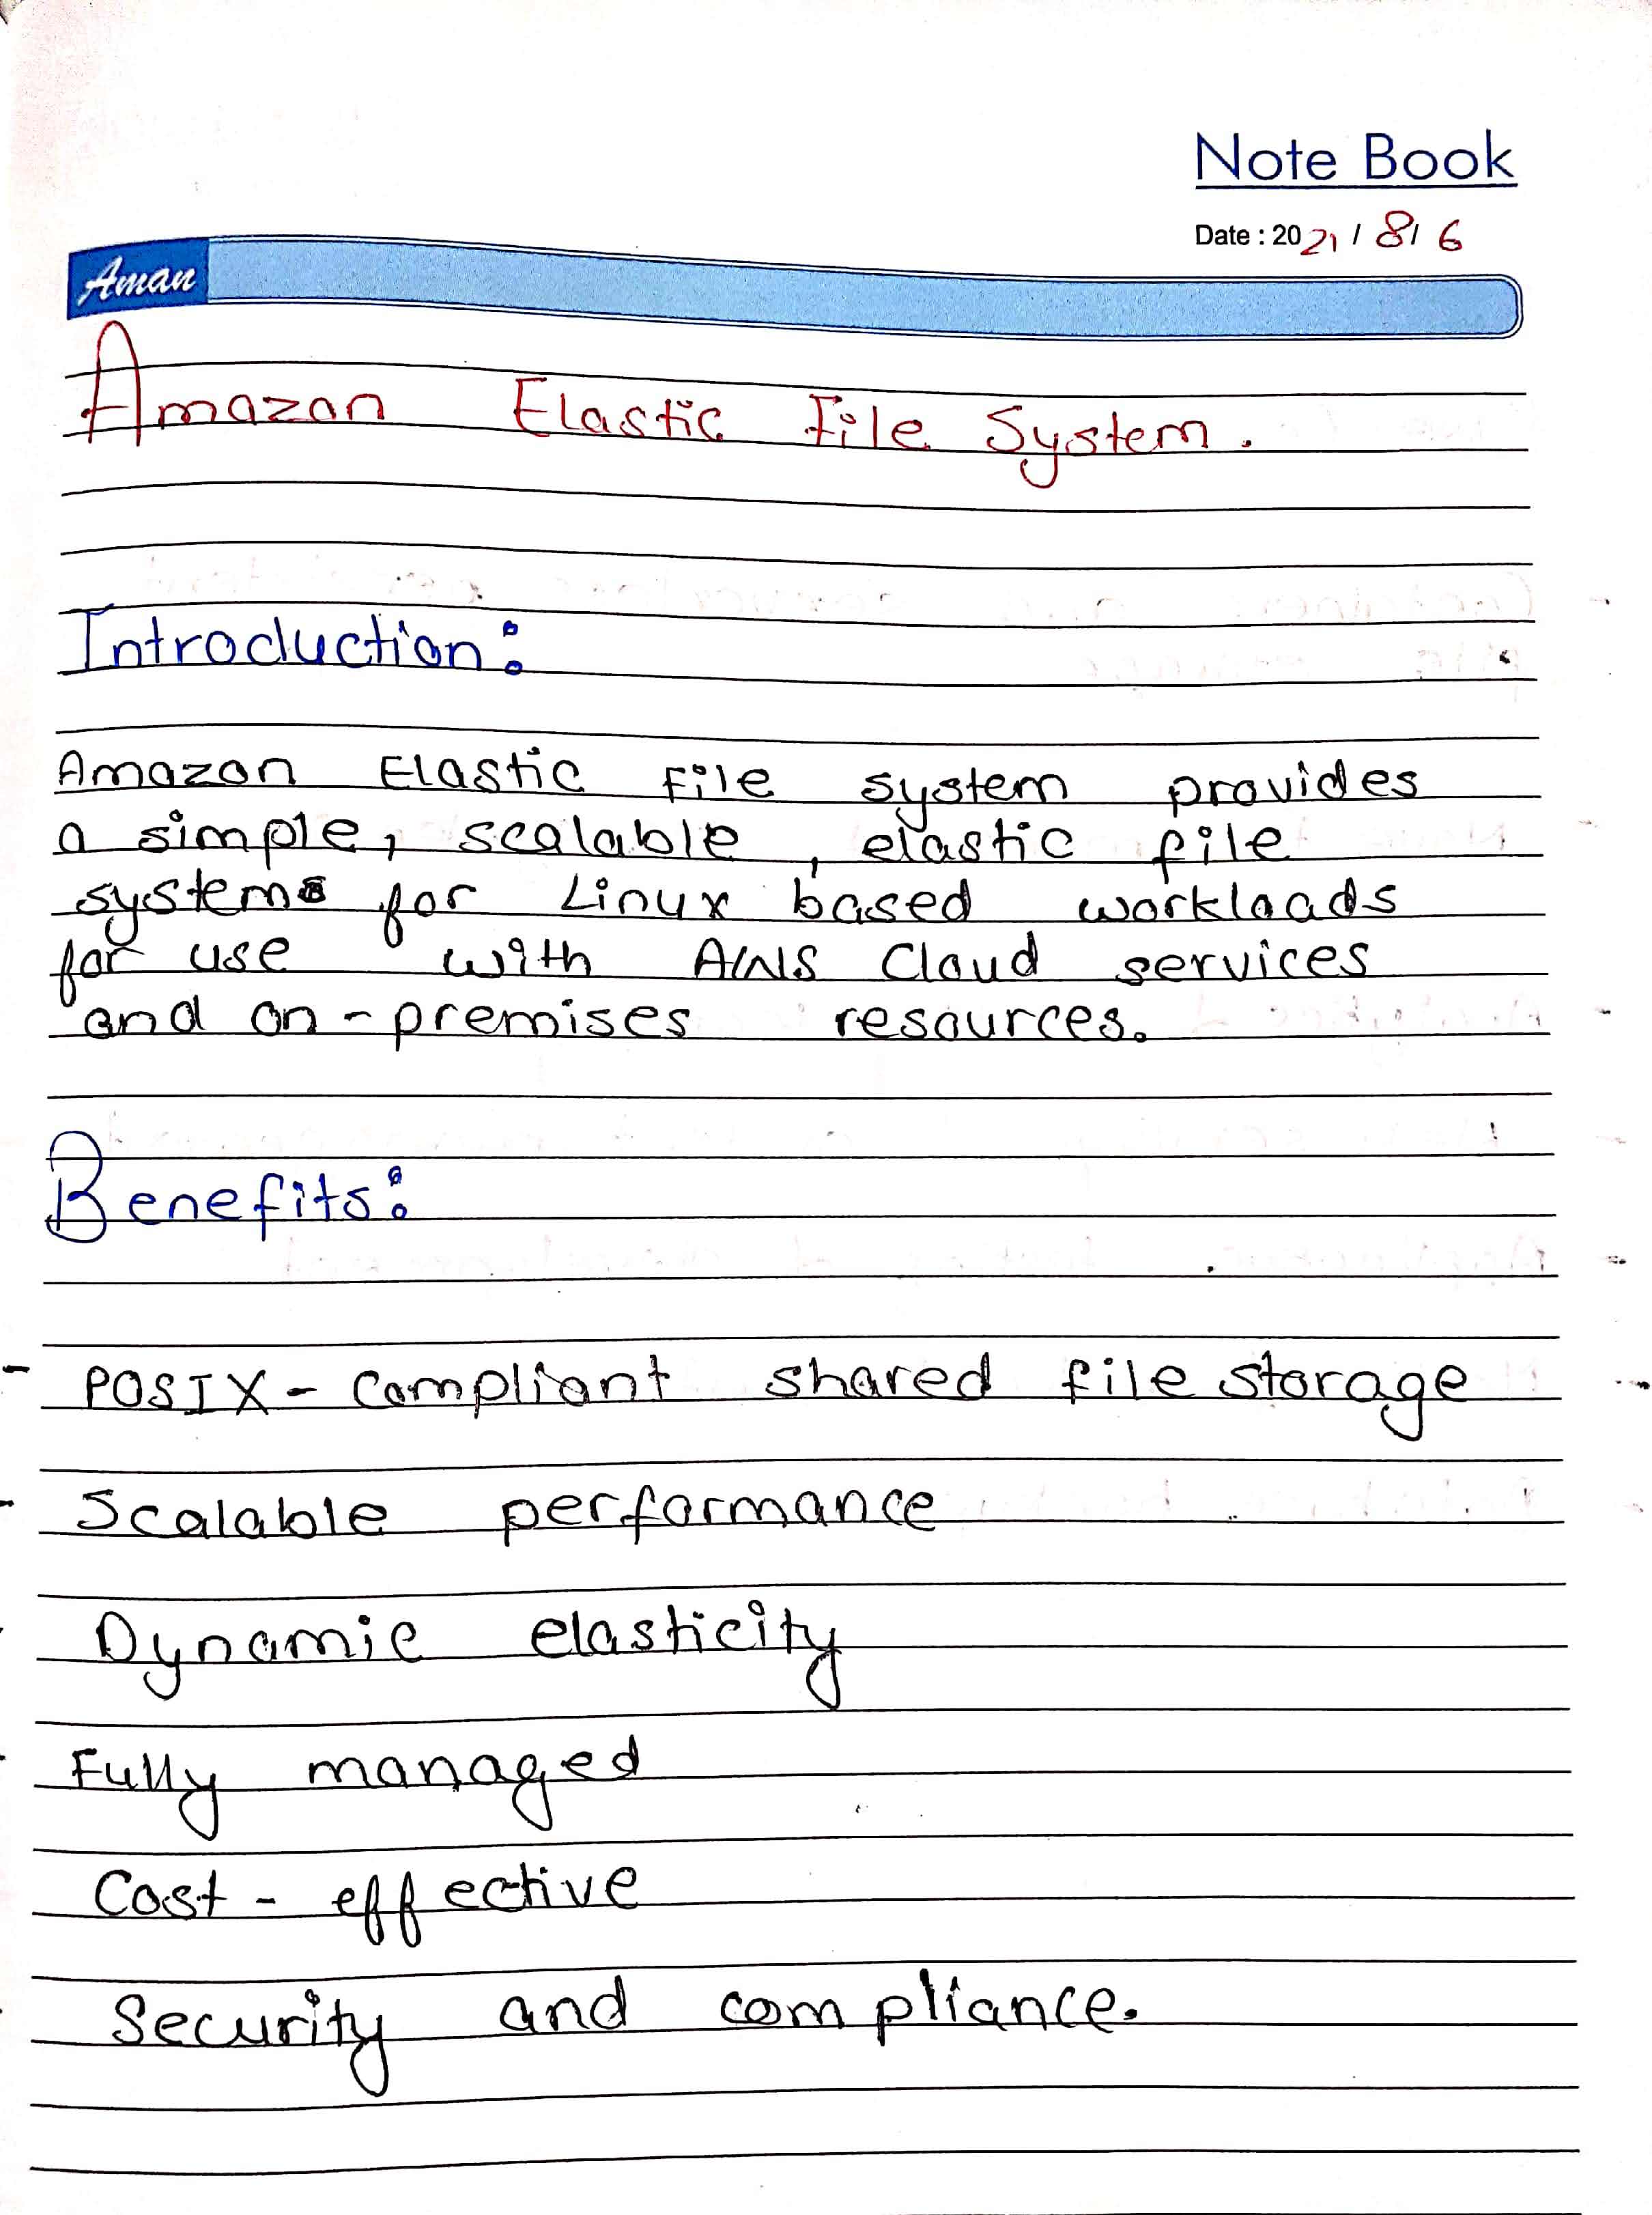 Note Book
Date : 2021 / 8 / 6
Aman
Amazon Elastic File System.
Introduction:
Amazon Elastic File system provides
a simple, scalable, elastic file
systems for Linux based workloads
for use with AWS Cloud services
and on-premises resources.
Benefits:
- POSIX - Compliant shared file storage
- Scalable performance
- Dynamic elasticity
- Fully managed
Cost - effective
- Security and compliance.